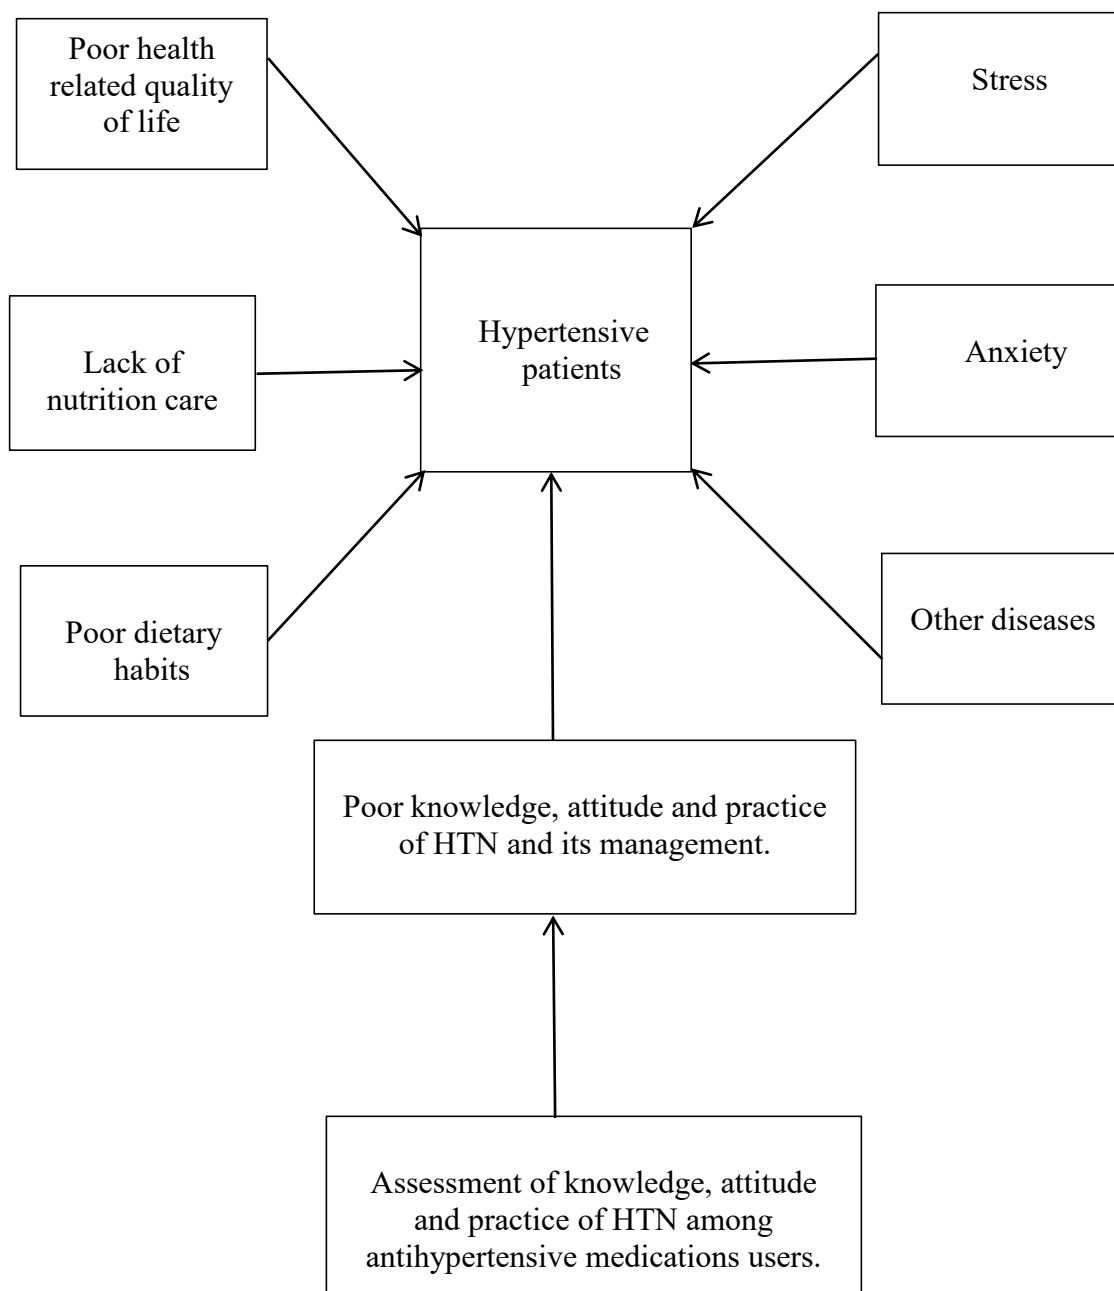 Poor health
related quality
of life
Stress
Hypertensive
patients
Lack of
nutrition care
Anxiety
Poor dietary
habits
Other diseases
Poor knowledge, attitude and practice
of HTN and its management.
Assessment of knowledge, attitude
and practice of HTN among
antihypertensive medications users.